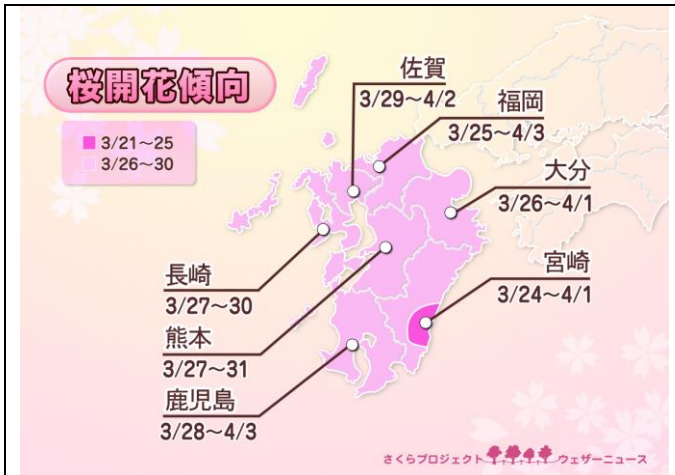 桜開花傾向
3/21～25
3/26～30
佐賀
3/29～4/2
福岡
3/25～4/3
大分
3/26～4/1
宮崎
3/24～4/1
長崎
3/27～30
熊本
3/27～31
鹿児島
3/28～4/3
さくらプロジェクト ウェザーニュース